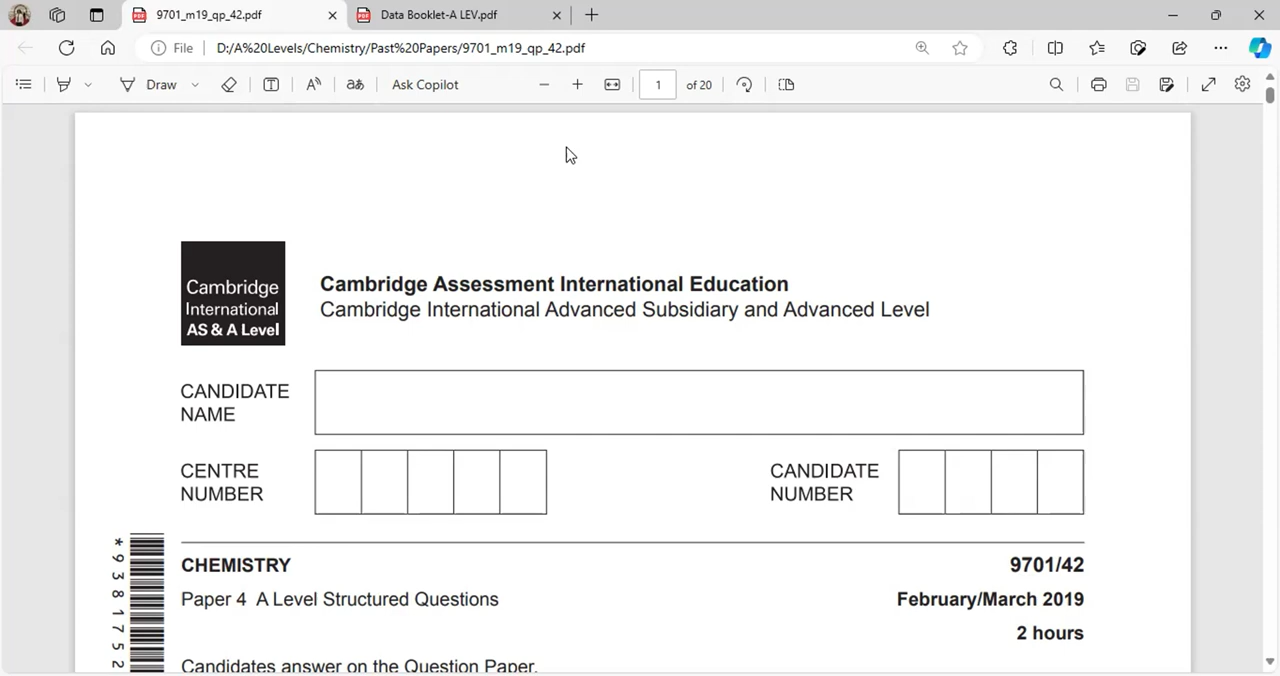 9701_m19_qp_42.pdf
Data Booklet-A LEV.pdf
File
D:/A%20Levels/Chemistry/Past%20Papers/9701_m19_qp_42.pdf
Draw
aあ
Ask Copilot
1
of 20
Cambridge
International
AS & A Level
Cambridge Assessment International Education
Cambridge International Advanced Subsidiary and Advanced Level
CANDIDATE
NAME
CENTRE
NUMBER
CANDIDATE
NUMBER
*9381752
CHEMISTRY
9701/42
Paper 4 A Level Structured Questions
February/March 2019
2 hours
Candidates answer on the Question Paper.